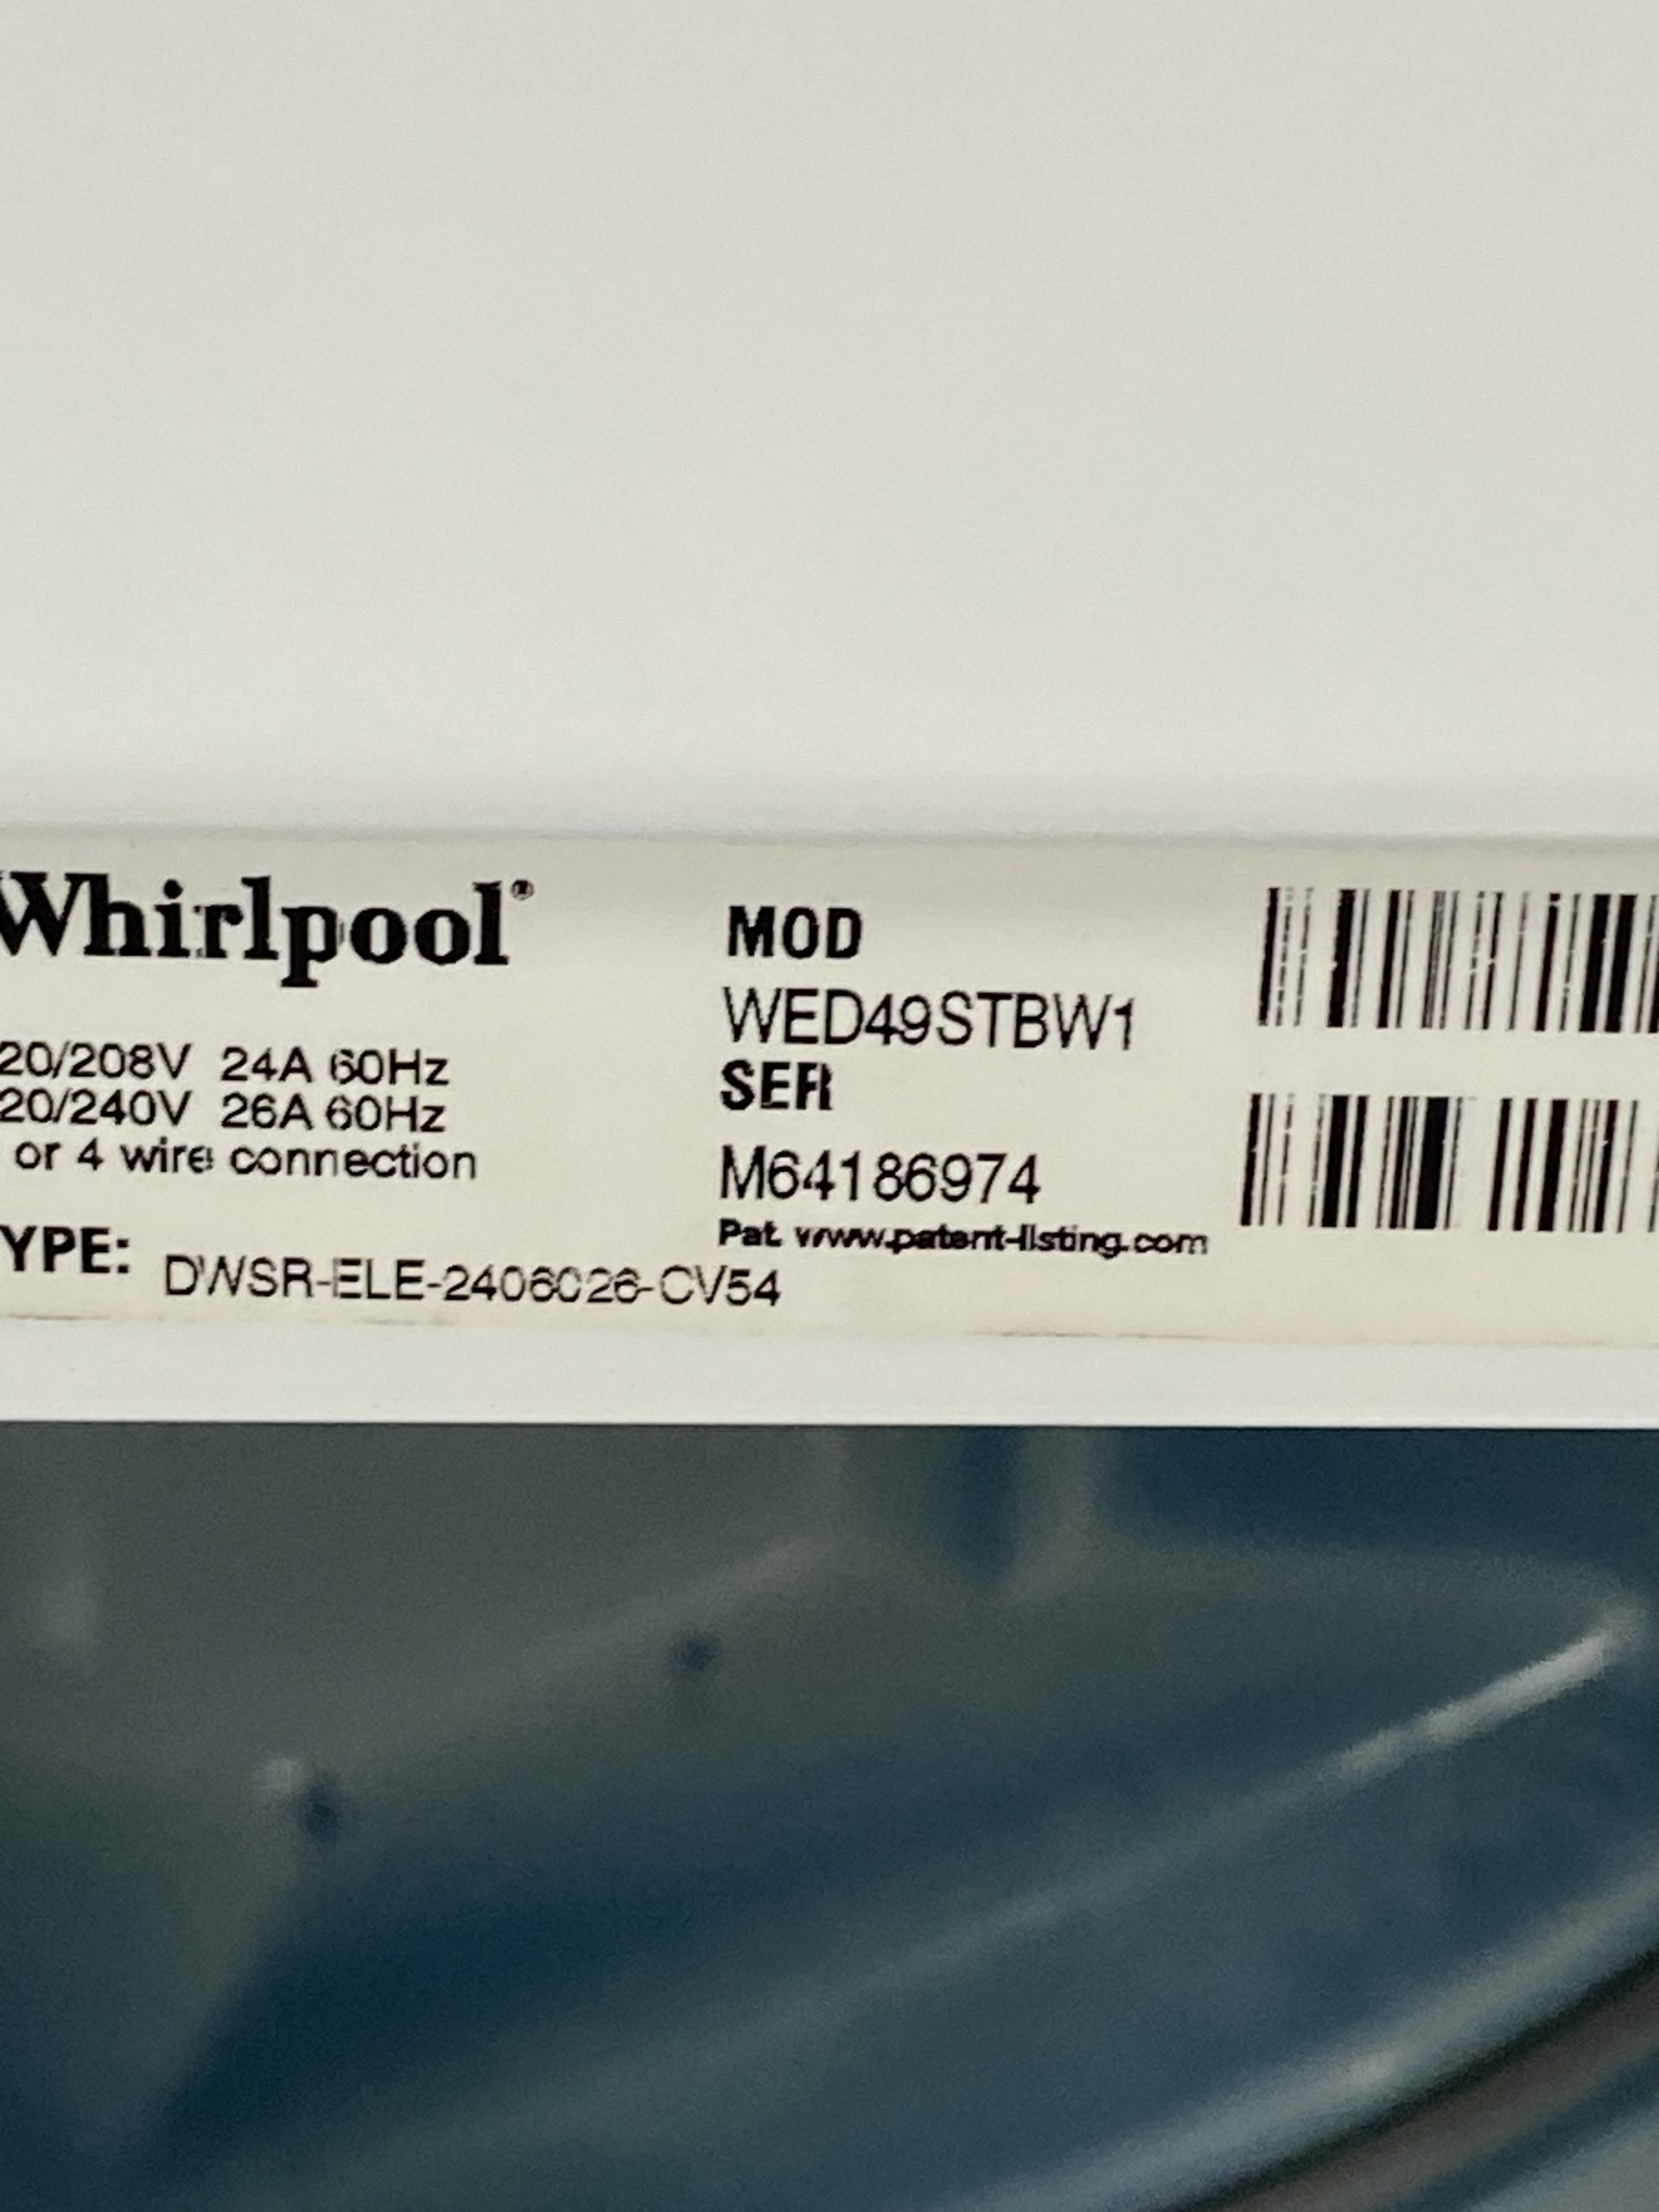 Whirlpool®
20/208V 24A 60Hz
20/240V 26A 60Hz
or 4 wire connection
YPE: DWSR-ELE-2406026-CV54
MOD
WED49STBW1
SER
M64186974
Pat. www.patent-listing.com